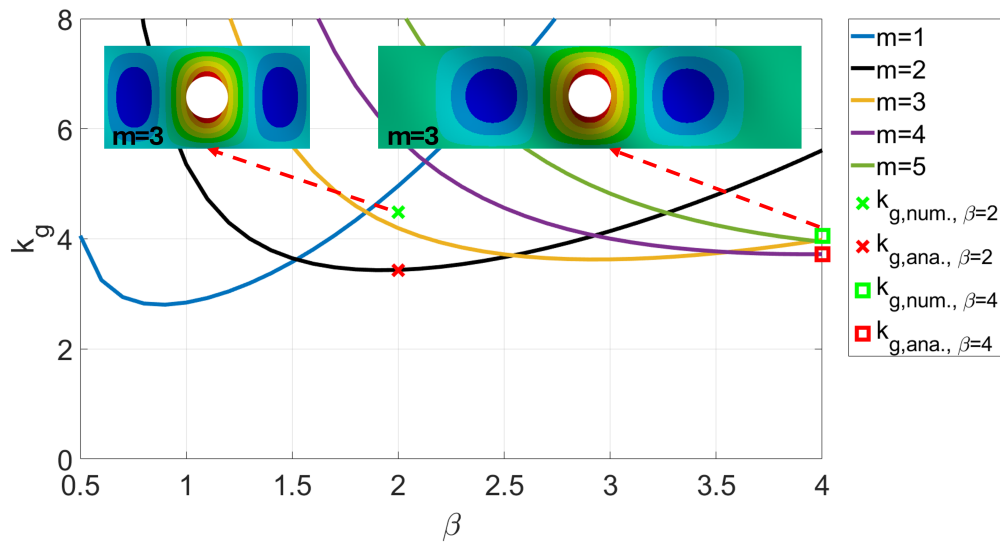 8
6
4
2
0
k_g
0.5 1 1.5 2 2.5 3 3.5 4
β
m=3
m=3
m=1
m=2
m=3
m=4
m=5
k_g,num., β=2
k_g,ana., β=2
k_g,num., β=4
k_g,ana., β=4